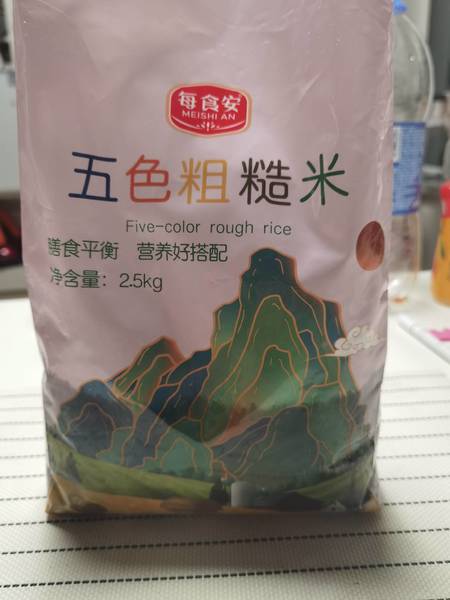 每食安
MEISHI AN
五色粗糙米
Five-color rough rice
膳食平衡 营养好搭配
净含量: 2.5kg